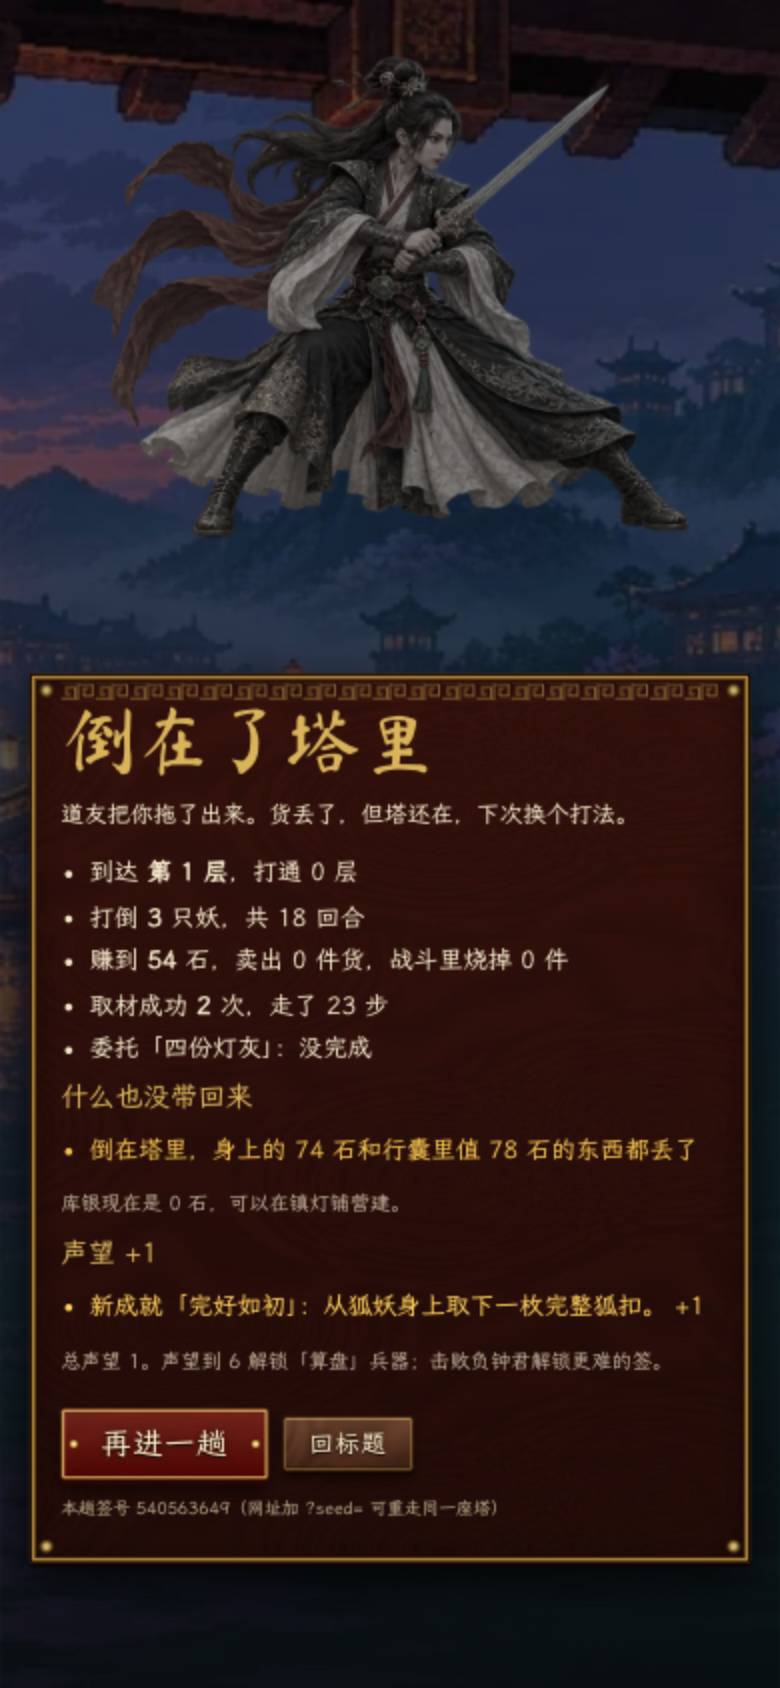 倒在了塔里
道友把你拖了出来。货丢了，但塔还在，下次换个打法。
• 到达 第 1 层，打通 0 层
• 打倒 3 只妖，共 18 回合
• 赚到 54 石，卖出 0 件货，战斗里烧掉 0 件
• 取材成功 2 次，走了 23 步
• 委托「四份灯灰」：没完成
什么也没带回来
• 倒在塔里，身上的 74 石和行囊里值 78 石的东西都丢了
库银现在是 0 石，可以在镇灯铺营建。
声望 +1
• 新成就「完好如初」：从狐妖身上取下一枚完整狐扣。 +1
总声望 1。声望到 6 解锁「算盘」兵器；击败负钟君解锁更难的签。
再进一趟
回标题
本趟签号 540563649（网址加 ?seed= 可重走同一座塔）